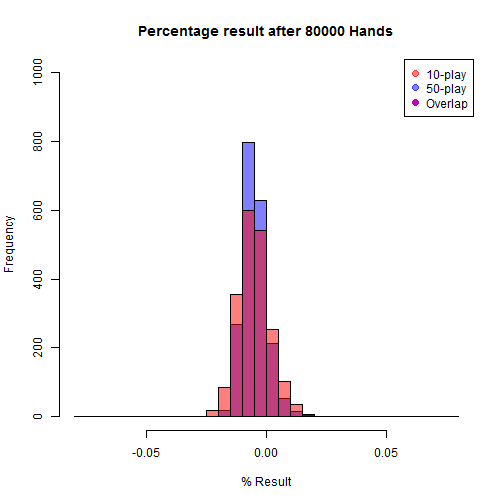 Percentage result after 80000 Hands
10-play
50-play
Overlap
Frequency
1000
800
600
400
200
0
-0.05
0.00
0.05
% Result